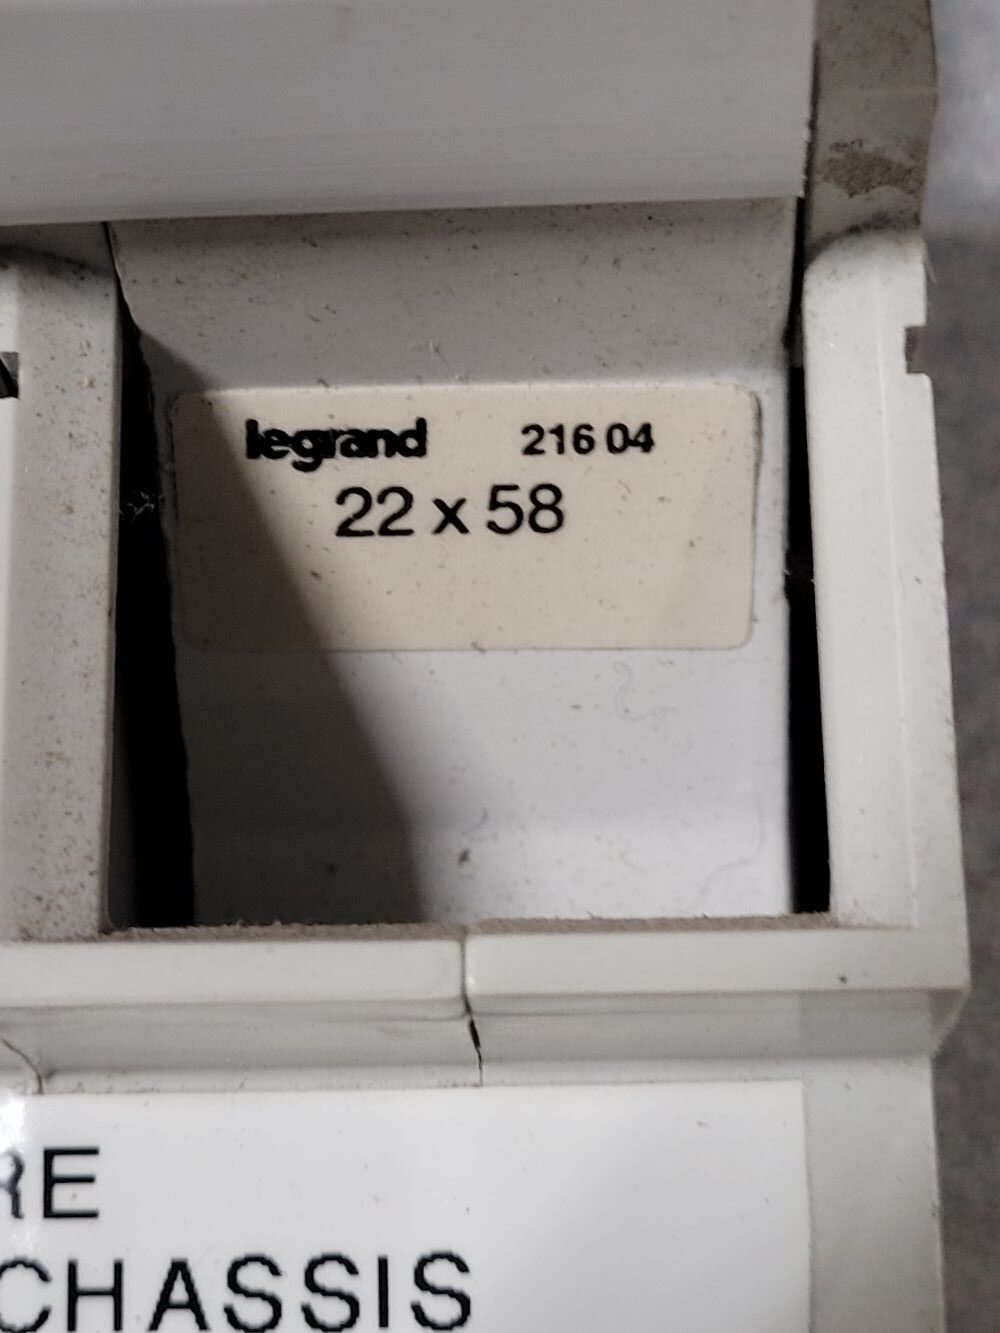 legrand 216 04
22 x 58
RE
CHASSIS